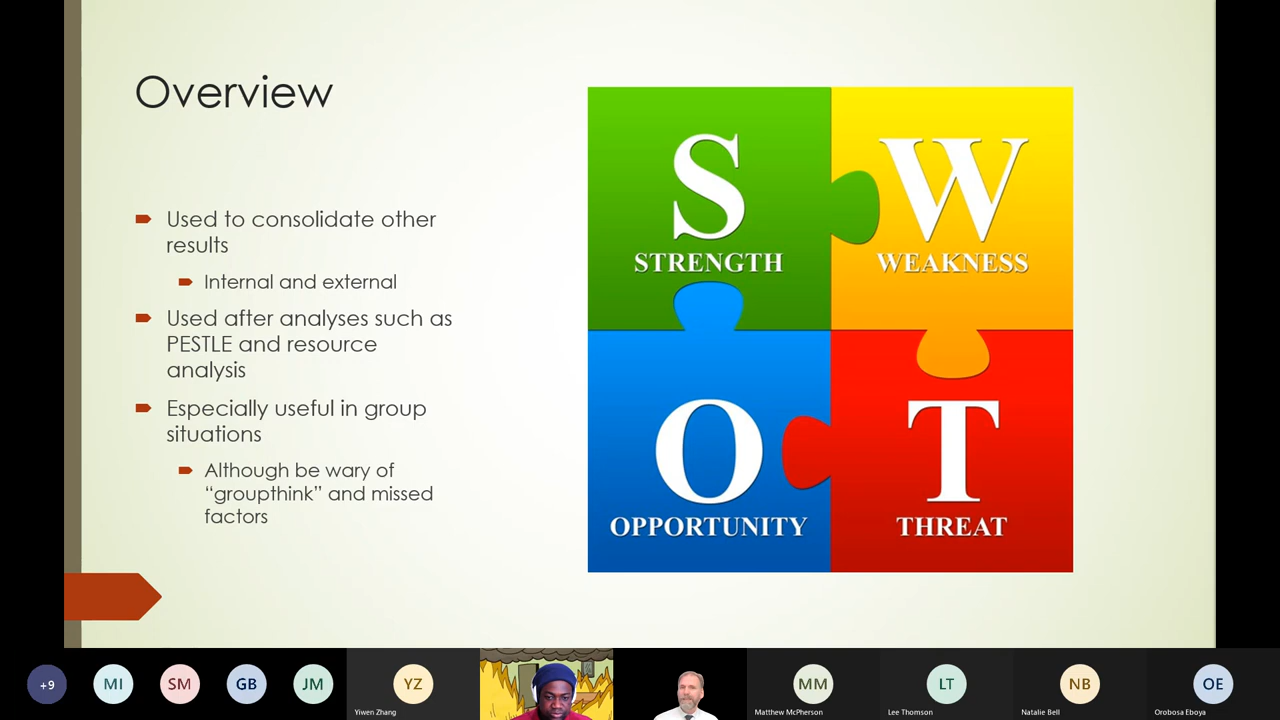 Overview
Used to consolidate other
results
Internal and external
Used after analyses such as
PESTLE and resource
analysis
Especially useful in group
situations
Although be wary of
“groupthink” and missed
factors
S
STRENGTH
W
WEAKNESS
O
OPPORTUNITY
T
THREAT
+9
MI
SM
GB
JM
YZ
Yiwen Zhang
MM
Matthew McPherson
LT
Lee Thomson
NB
Natalie Bell
OE
Orobosa Eboya